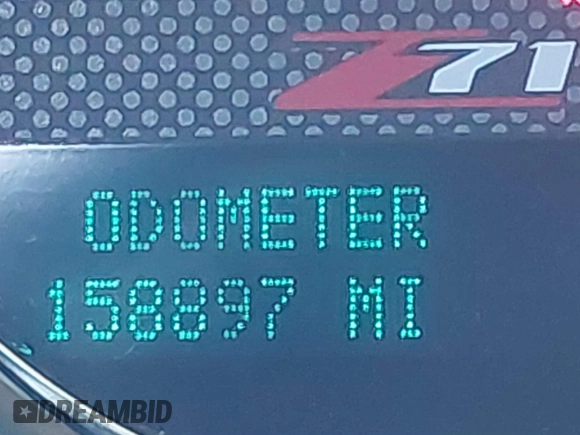 Z71
ODOMETER
158897 MI
DREAMBID